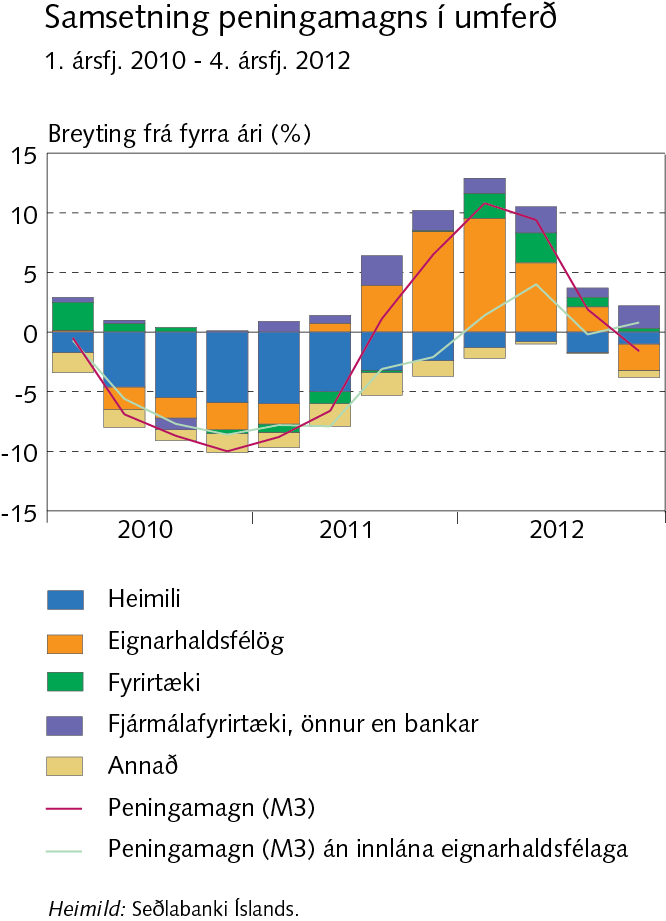 Samsetning peningamagns í umferð
1. ársfj. 2010 - 4. ársfj. 2012
Breyting frá fyrra ári (%)
15
10
5
0
-5
-10
-15
2010 2011 2012
Heimili
Eignarhaldsfélög
Fyrirtæki
Fjármálafyrirtæki, önnur en bankar
Annað
Peningamagn (M3)
Peningamagn (M3) án innlána eignarhaldsfélaga
Heimild: Seðlabanki Íslands.